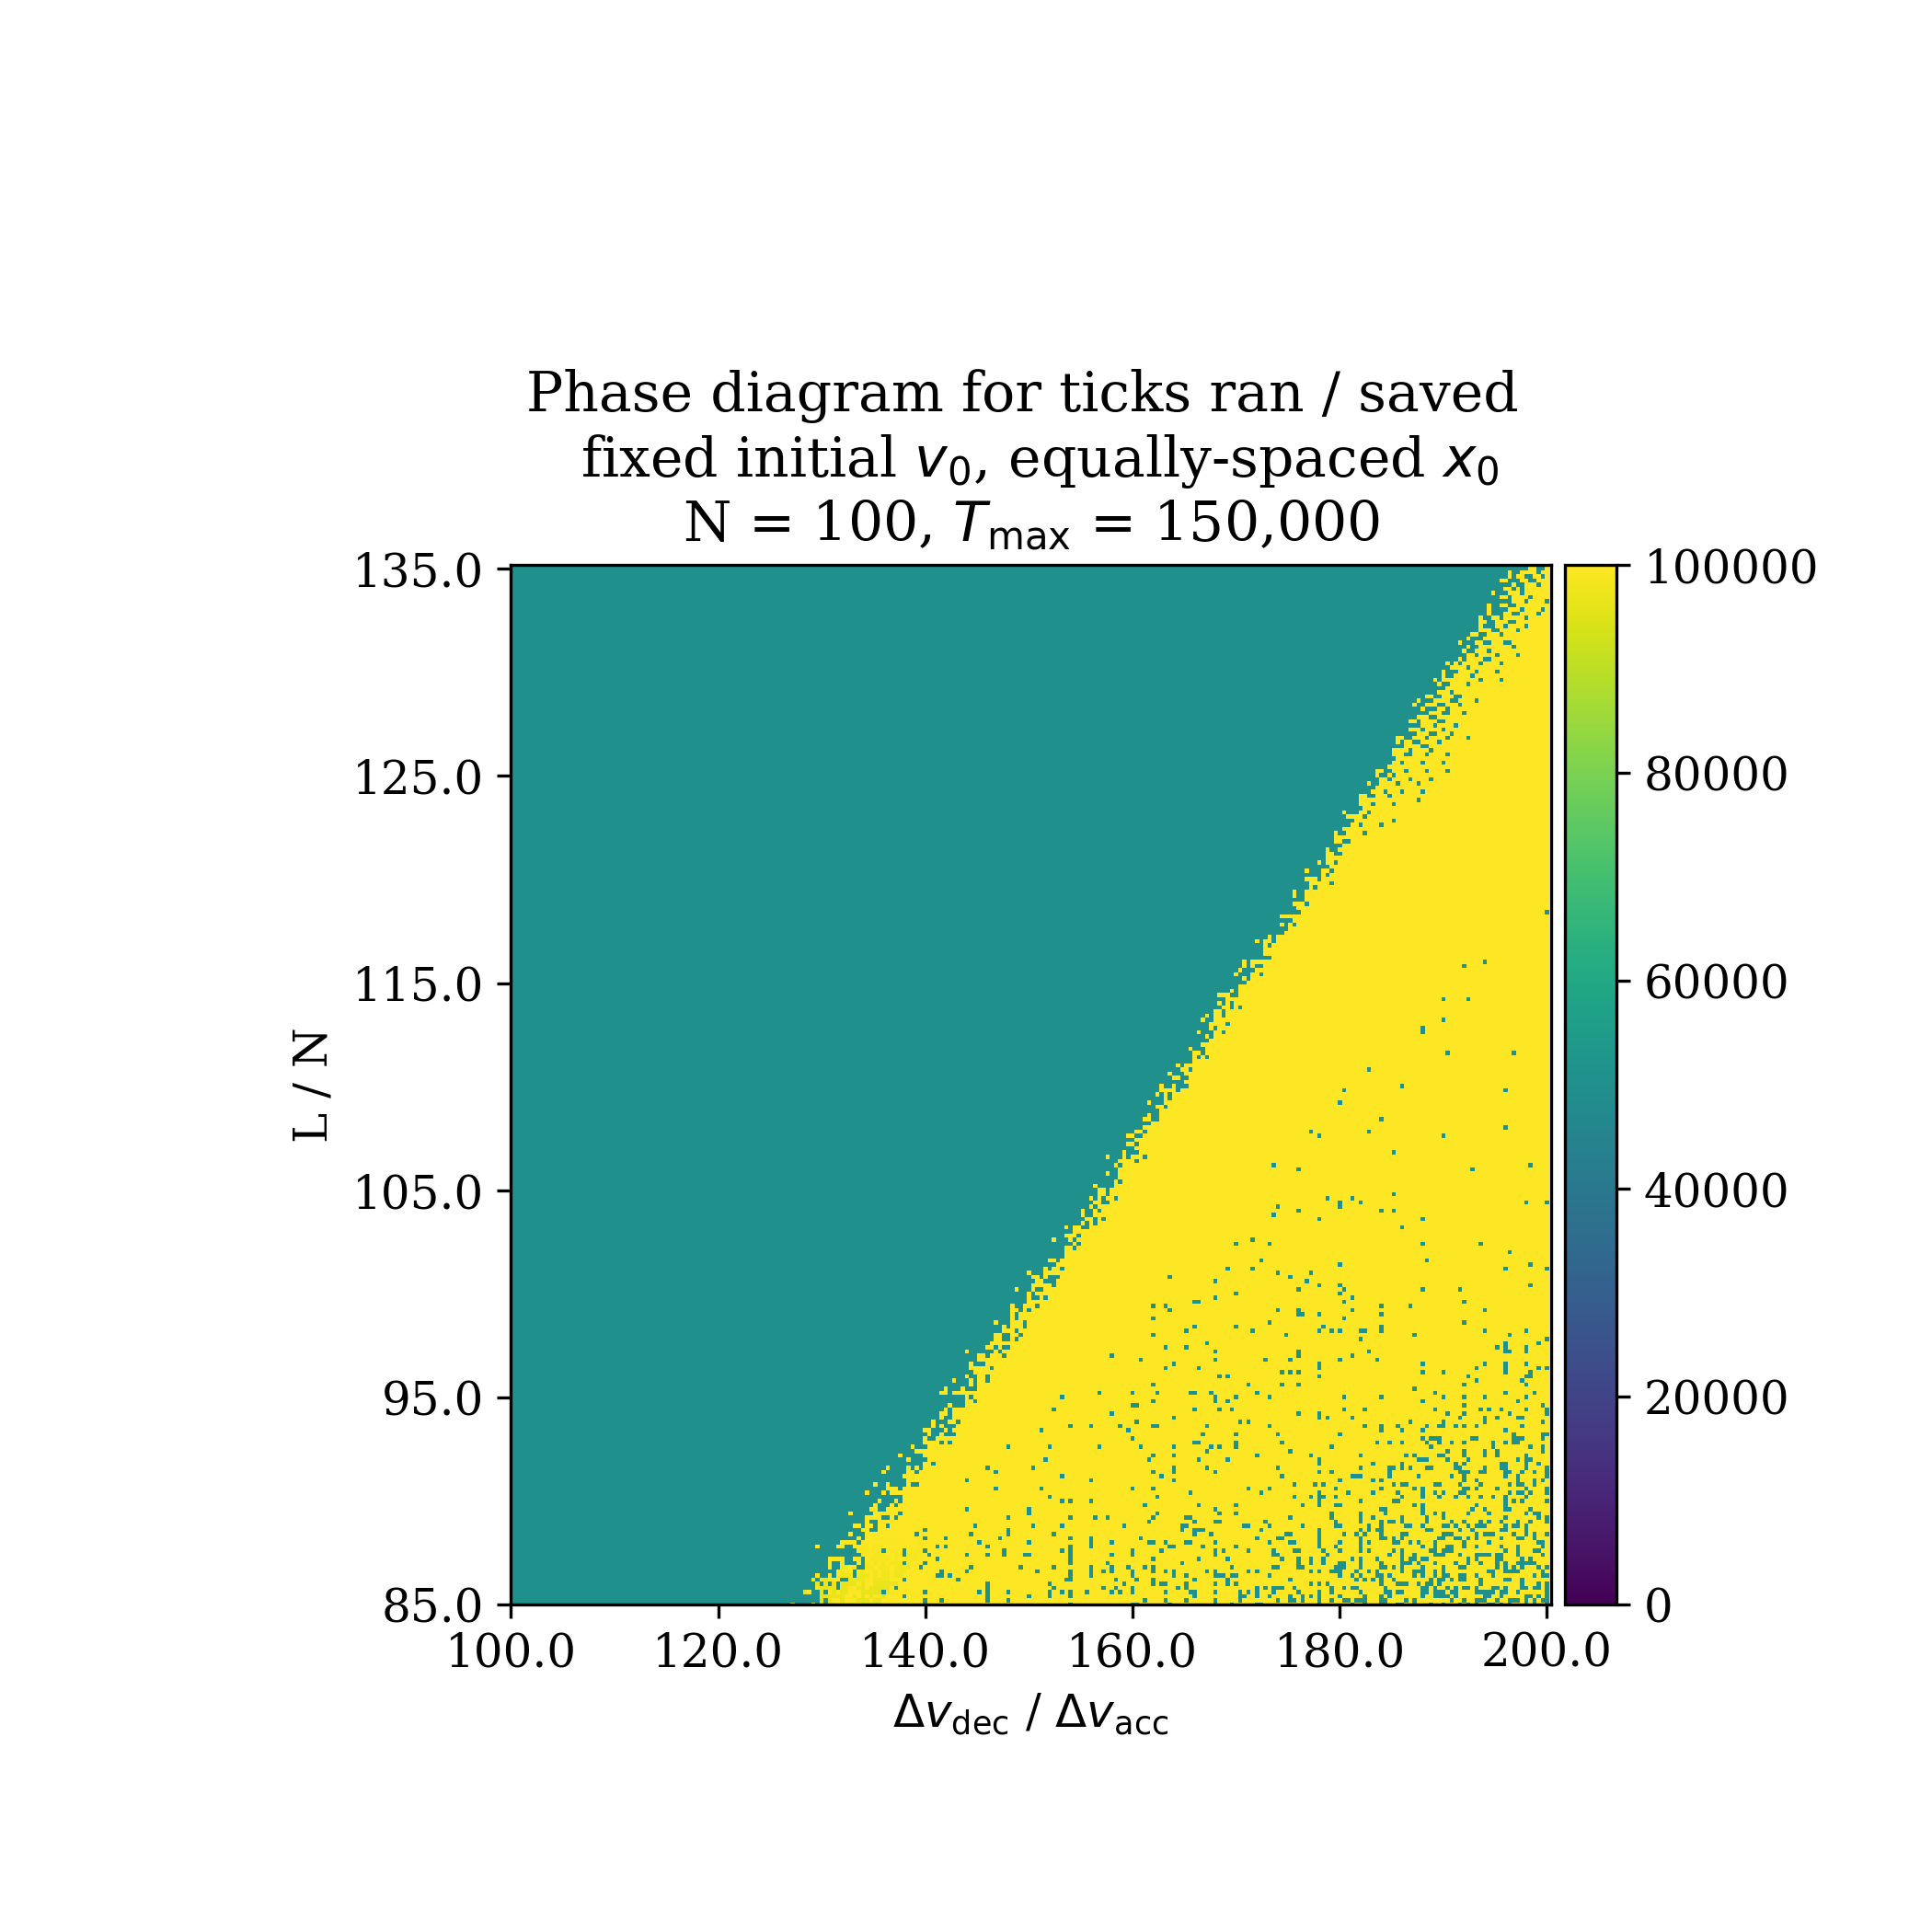 Phase diagram for ticks ran / saved
fixed initial v₀, equally-spaced x₀
N = 100, Tmax = 150,000
135.0
125.0
115.0
105.0
95.0
85.0
L / N
100.0 120.0 140.0 160.0 180.0 200.0
Δvdec / Δvacc
100000
80000
60000
40000
20000
0